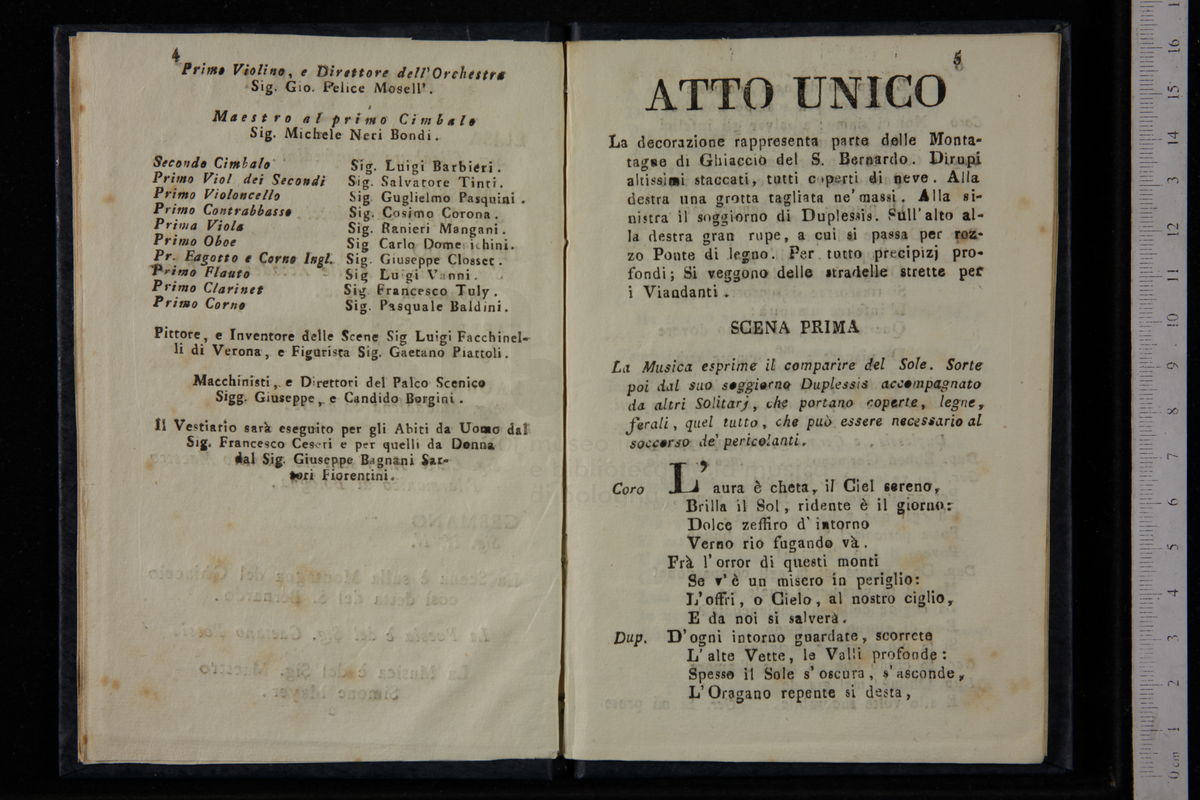 4
Primo Violino, e Direttore dell'Orchestra
Sig. Gio. Felice Mosell'.
Maestro al primo Cimbalo
Sig. Michele Neri Bondi.
Secondo Cimbalo Sig. Luigi Barbieri.
Primo Viol dei Secondi Sig. Salvatore Tinti.
Primo Violoncello Sig. Guglielmo Pasquini.
Primo Contrabbasso Sig. Cosimo Corona.
Prima Viola Sig. Ranieri Mangani.
Primo Oboe Sig Carlo Domenichini.
Pr. Fagotto e Corno Ingl. Sig. Giuseppe Closset.
Primo Flauto Sig Luigi Vanni.
Primo Clarinet Sig. Francesco Tuly.
Primo Corno Sig. Pasquale Baldini.
Pittore, e Inventore delle Scene Sig Luigi Facchinel-
li di Verona, e Figurista Sig. Gaetano Piattoli.
Macchinisti, e Direttori del Palco Scenico
Sigg. Giuseppe, e Candido Borgini.
Il Vestiario sarà eseguito per gli Abiti da Uomo dal
Sig. Francesco Ceseri e per quelli da Donna
dal Sig. Giuseppe Bagnani Sar-
tori Fiorentini.
5
ATTO UNICO
La decorazione rappresenta parte delle Monta-
tagne di Ghiaccio del S. Bernardo. Dirupi
altissimi staccati, tutti coperti di neve. Alla
destra una grotta tagliata ne' massi. Alla si-
nistra il soggiorno di Duplessis. Sull'alto al-
la destra gran rupe, a cui si passa per roz-
zo Ponte di legno. Per tutto precipizj pro-
fondi; Si veggono delle stradelle strette per
i Viandanti.
SCENA PRIMA
La Musica esprime il comparire del Sole. Sorte
poi dal suo soggiorno Duplessis accompagnato
da altri Solitarj, che portano coperte, legne,
ferali, quel tutto, che può essere necessario al
soccorso de' pericolanti.
Coro L'aura è cheta, il Ciel sereno,
Brilla il Sol, ridente è il giorno:
Dolce zeffiro d'intorno
Verno rio fugando và.
Frà l'orror di questi monti
Se v'è un misero in periglio:
L'offri, o Cielo, al nostro ciglio,
E da noi si salverà.
Dup. D'ogni intorno guardate, scorrete
L'alte Vette, le Valli profonde:
Spesso il Sole s'oscura, s'asconde,
L'Oragano repente si desta,